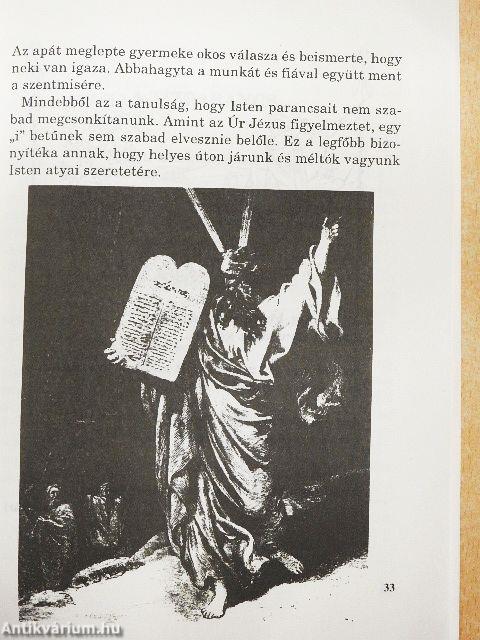 Az apát meglepte gyermeke okos válasza és beismerte, hogy
neki van igaza. Abbahagyta a munkát és fiával együtt ment
a szentmisére.
Mindebből az a tanulság, hogy Isten parancsait nem sza-
bad megcsonkítanunk. Amint az Úr Jézus figyelmeztet, egy
„i” betűnek sem szabad elvesznie belőle. Ez a legfőbb bizo-
nyítéka annak, hogy helyes úton járunk és méltók vagyunk
Isten atyai szeretetére.
33
Antikvárium.hu